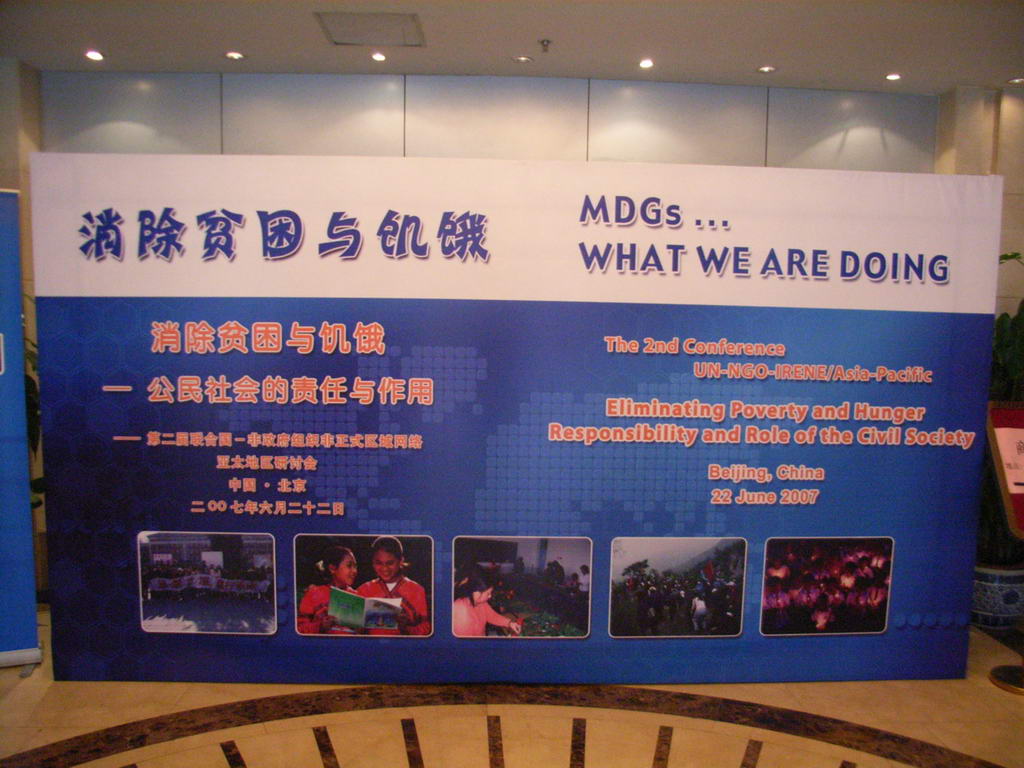 消除贫困与饥饿
MDGs ...
WHAT WE ARE DOING
消除贫困与饥饿
— 公民社会的责任与作用
—— 第二届联合国-非政府组织非正式区域网络
亚太地区研讨会
中国 · 北京
二〇〇七年六月二十二日
The 2nd Conference
UN-NGO-IRENE/Asia-Pacific
Eliminating Poverty and Hunger
Responsibility and Role of the Civil Society
Beijing, China
22 June 2007